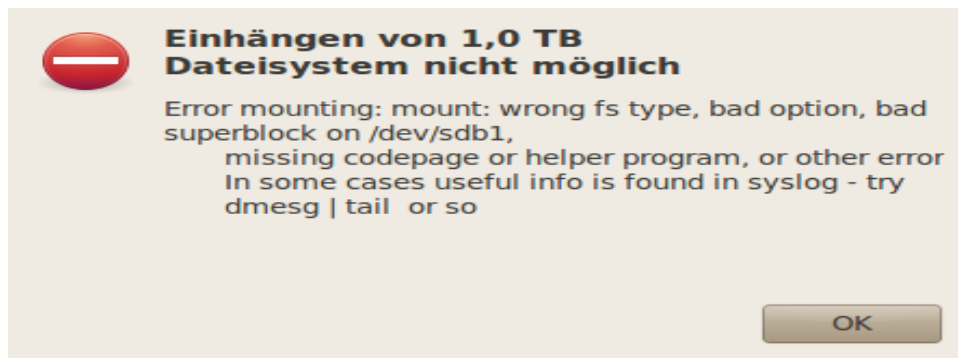 Einhängen von 1,0 TB
Dateisystem nicht möglich
Error mounting: mount: wrong fs type, bad option, bad
superblock on /dev/sdb1,
missing codepage or helper program, or other error
In some cases useful info is found in syslog - try
dmesg | tail  or so
OK